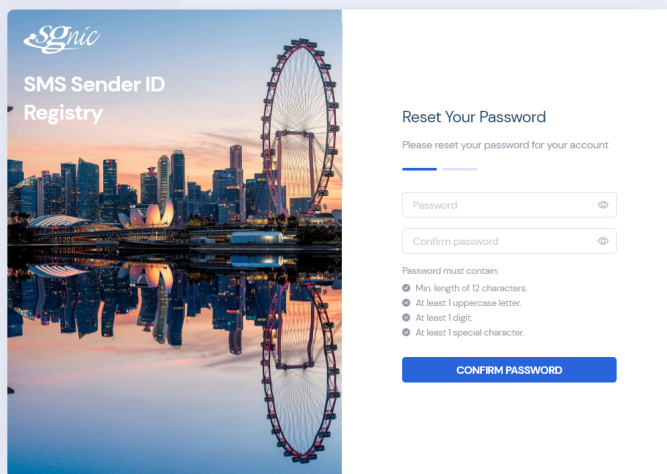 sgnic
SMS Sender ID
Registry
Reset Your Password
Please reset your password for your account
Password
Confirm password
Password must contain:
Min. length of 12 characters.
At least 1 uppercase letter.
At least 1 digit.
At least 1 special character.
CONFIRM PASSWORD